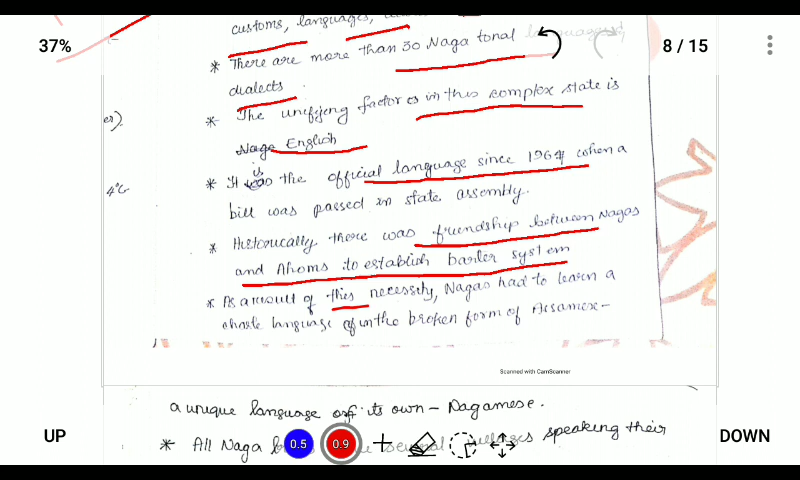 37%
8 / 15
customs, languages,
* There are more than 30 Naga tonal
dialects.
* The unifying factor is in this complex state is
Naga English
er).
* It is the official language since 1964 when a
4°C
bill was passed in state assembly.
* Historically there was friendship between Nagas
and Ahoms to establish barter system
* As account of this necessity, Nagas had to learn a
language in the broken form of Assamese-
Scanned with CamScanner
a unique language of its own - Nagamese.
UP
0.5
0.9
DOWN
* All Naga speaking their